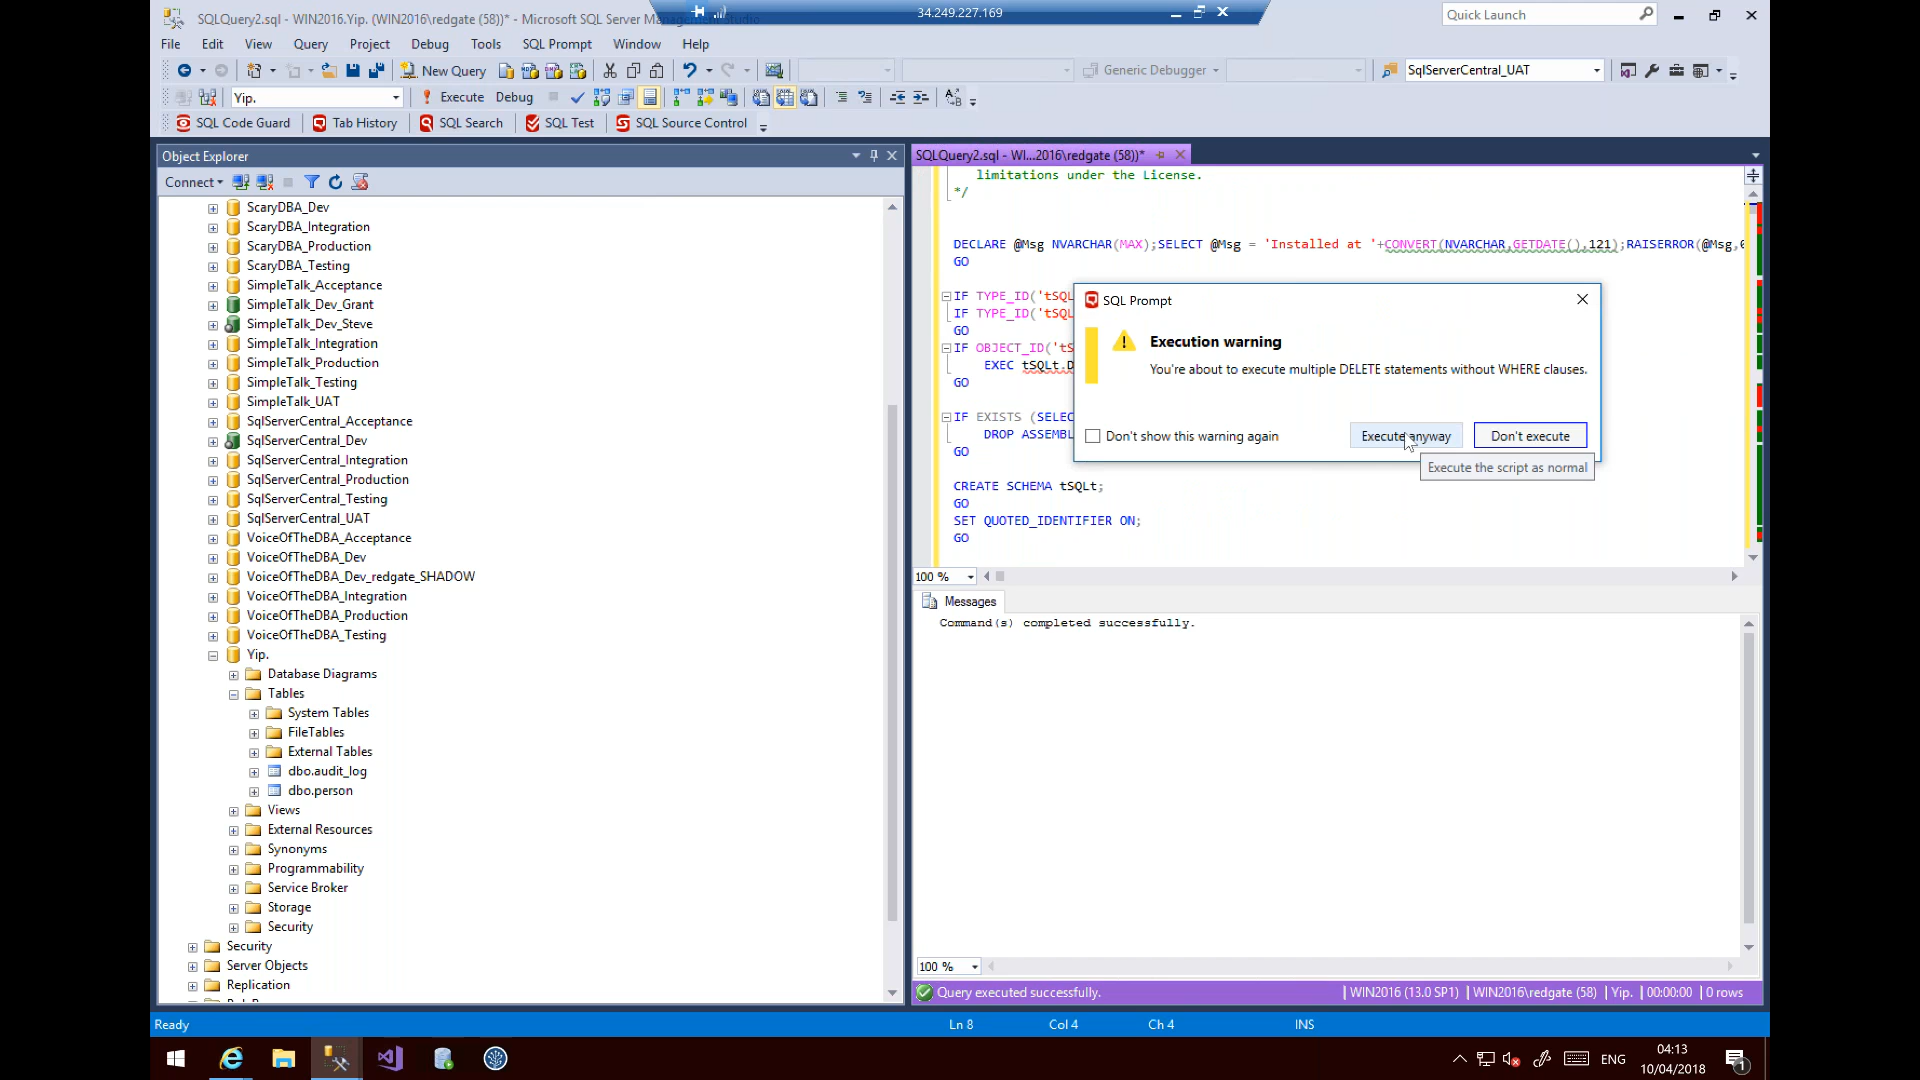 SQLQuery2.sql - WIN2016.Yip. (WIN2016\redgate (58))* - Microsoft SQL Server Management Studio
34.249.227.169
Quick Launch
File Edit View Query Project Debug Tools SQL Prompt Window Help
New Query
Generic Debugger
SqlServerCentral_UAT
Yip.
Execute Debug
SQL Code Guard Tab History SQL Search SQL Test SQL Source Control
Object Explorer
Connect
ScaryDBA_Dev
ScaryDBA_Integration
ScaryDBA_Production
ScaryDBA_Testing
SimpleTalk_Acceptance
SimpleTalk_Dev_Grant
SimpleTalk_Dev_Steve
SimpleTalk_Integration
SimpleTalk_Production
SimpleTalk_Testing
SimpleTalk_UAT
SqlServerCentral_Acceptance
SqlServerCentral_Dev
SqlServerCentral_Integration
SqlServerCentral_Production
SqlServerCentral_Testing
SqlServerCentral_UAT
VoiceOfTheDBA_Acceptance
VoiceOfTheDBA_Dev
VoiceOfTheDBA_Dev_redgate_SHADOW
VoiceOfTheDBA_Integration
VoiceOfTheDBA_Production
VoiceOfTheDBA_Testing
Yip.
Database Diagrams
Tables
System Tables
FileTables
External Tables
dbo.audit_log
dbo.person
Views
External Resources
Synonyms
Programmability
Service Broker
Storage
Security
Security
Server Objects
Replication
SQLQuery2.sql - WI...2016\redgate (58))*
limitations under the License.
*/
DECLARE @Msg NVARCHAR(MAX);SELECT @Msg = 'Installed at '+CONVERT(NVARCHAR,GETDATE(),121);RAISERROR(@Msg,0
GO
IF TYPE_ID('tSQL
IF TYPE_ID('tSQL
GO
IF OBJECT_ID('tS
EXEC tSQLt.D
GO
IF EXISTS (SELEC
DROP ASSEMBL
GO
CREATE SCHEMA tSQLt;
GO
SET QUOTED_IDENTIFIER ON;
GO
SQL Prompt
Execution warning
You're about to execute multiple DELETE statements without WHERE clauses.
Don't show this warning again
Execute anyway
Don't execute
Execute the script as normal
100 %
Messages
Command(s) completed successfully.
100 %
Query executed successfully.
WIN2016 (13.0 SP1) WIN2016\redgate (58) Yip. 00:00:00 0 rows
Ready Ln 8 Col 4 Ch 4 INS
ENG
04:13
10/04/2018
1